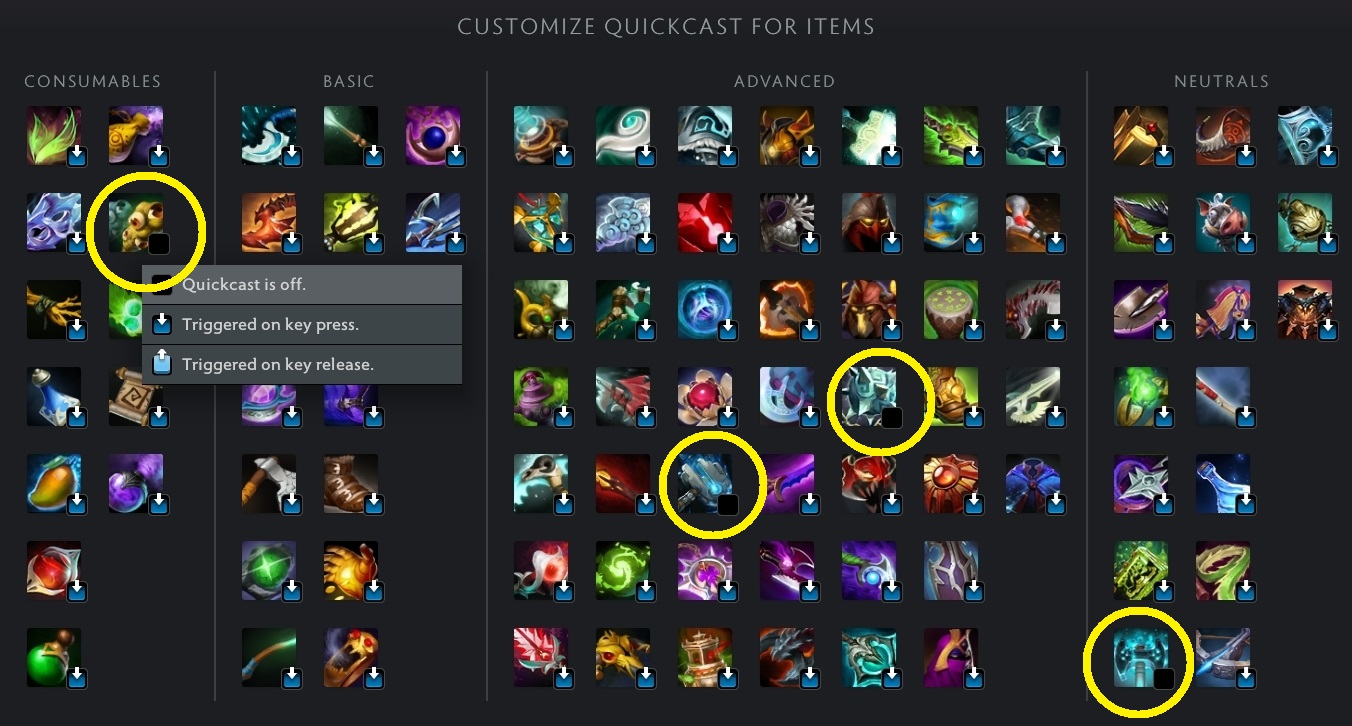 CUSTOMIZE QUICKCAST FOR ITEMS
CONSUMABLES
BASIC
ADVANCED
NEUTRALS
Quickcast is off.
Triggered on key press.
Triggered on key release.